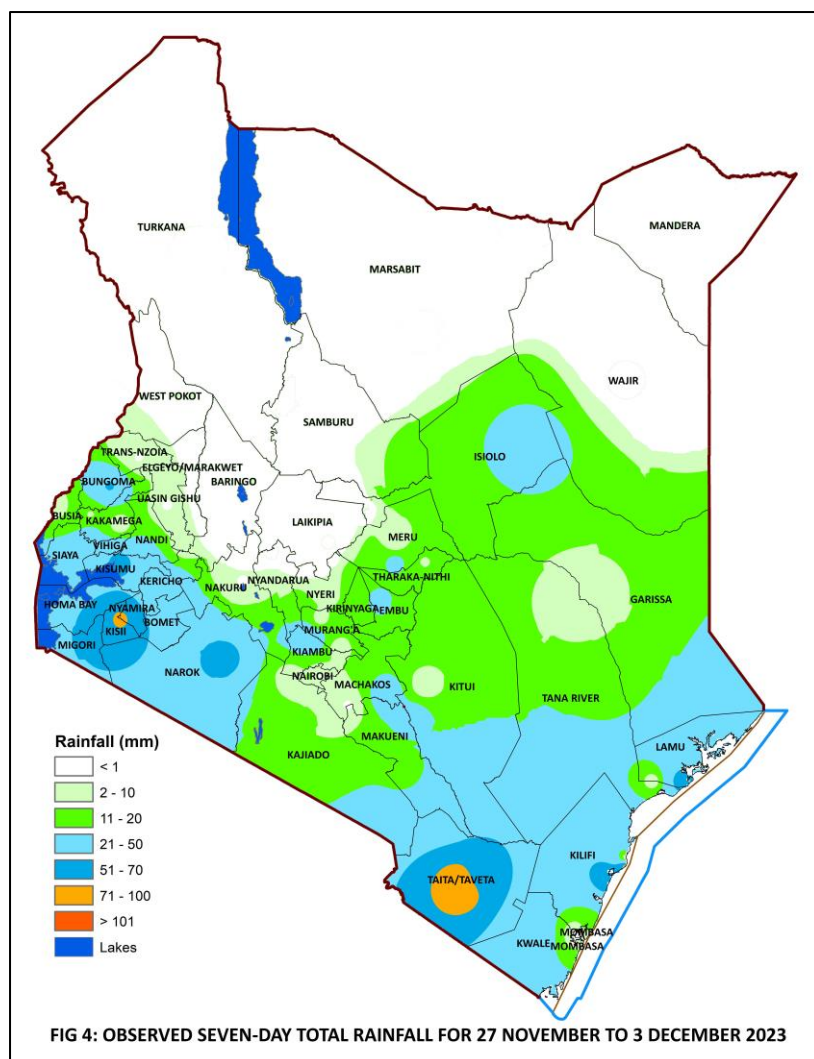 TURKANA
MANDERA
MARSABIT
WAJIR
WEST POKOT
SAMBURU
TRANS-NZOIA
ISIOLO
ELGEYO/MARAKWET
BUNGOMA
BARINGO
UASIN GISHU
BUSIA
KAKAMEGA
LAIKIPIA
MERU
NANDI
VIHIGA
SIAYA
KISUMU
KERICHO
NYANDARUA
THARAKA-NITHI
NAKURU
NYERI
GARISSA
HOMA BAY
NYAMIRA
KIRINYAGA
EMBU
BOMET
KISII
MURANG'A
MIGORI
KIAMBU
NAROK
NAIROBI
MACHAKOS
KITUI
TANA RIVER
MAKUENI
LAMU
KAJIADO
KILIFI
TAITA/TAVETA
MOMBASA
KWALE
MOMBASA
Rainfall (mm)
< 1
2 - 10
11 - 20
21 - 50
51 - 70
71 - 100
> 101
Lakes
FIG 4: OBSERVED SEVEN-DAY TOTAL RAINFALL FOR 27 NOVEMBER TO 3 DECEMBER 2023